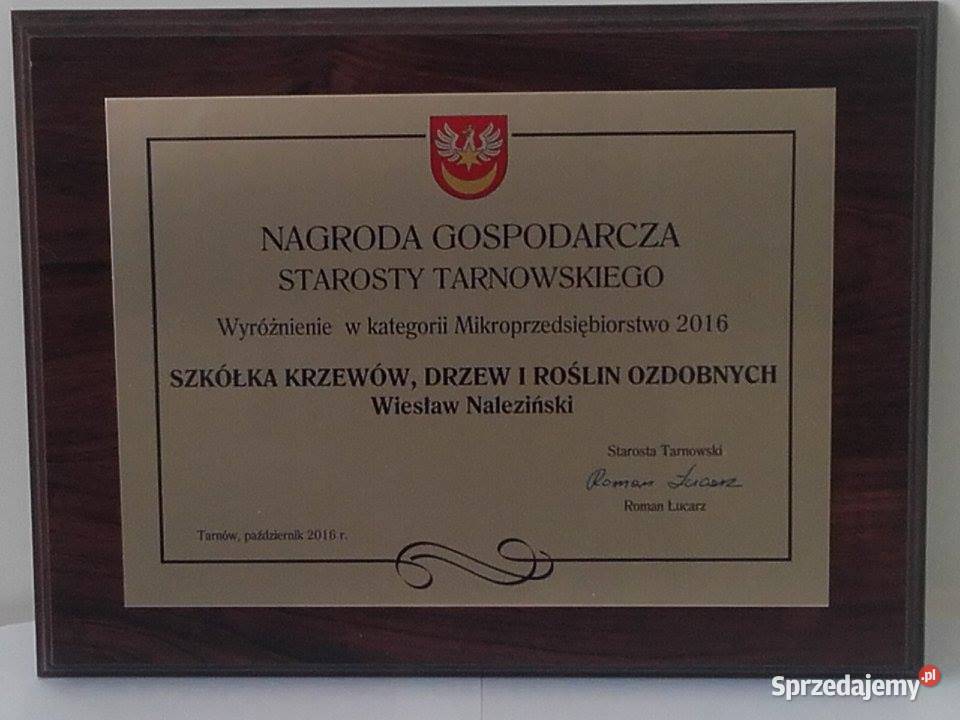 NAGRODA GOSPODARCZA
STAROSTY TARNOWSKIEGO
Wyróżnienie w kategorii Mikroprzedsiębiorstwo 2016
SZKÓŁKA KRZEWÓW, DRZEW I ROŚLIN OZDOBNYCH
Wiesław Naleziński
Starosta Tarnowski
Roman Łucarz
Roman Łucarz
Tarnów, październik 2016 r.
Sprzedajemy.pl